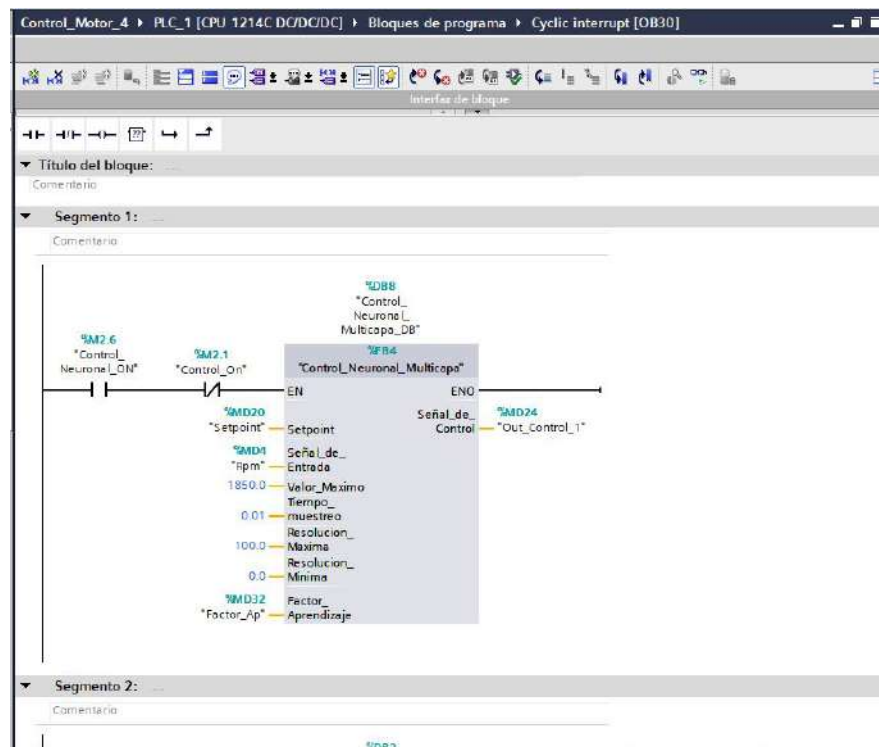 Control_Motor_4 ▸ PLC_1 [CPU 1214C DC/DC/DC] ▸ Bloques de programa ▸ Cyclic interrupt [OB30]
Interfaz de bloque
Título del bloque: ...
Comentario
Segmento 1: ...
Comentario
%DB8
"Control_
Neuronal_
Multicapa_DB"
%M2.6
"Control_
Neuronal_ON"
%M2.1
"Control_On"
%FB4
"Control_Neuronal_Multicapa"
EN
ENO
%MD20
"Setpoint"
Setpoint
Señal_de_
Control
%MD24
"Out_Control_1"
%MD4
"Rpm"
Señal_de_
Entrada
1850.0
Valor_Maximo
0.01
Tiempo_
muestreo
100.0
Resolucion_
Maxima
0.0
Resolucion_
Minima
%MD32
"Factor_Ap"
Factor_
Aprendizaje
Segmento 2: ...
Comentario